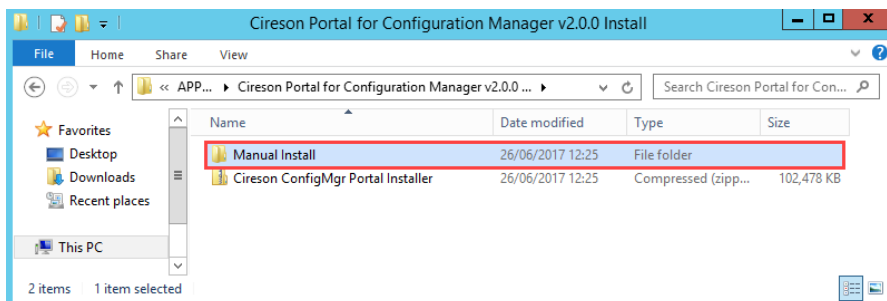 Cireson Portal for Configuration Manager v2.0.0 Install
File Home Share View
« APP... Cireson Portal for Configuration Manager v2.0.0 ... Search Cireson Portal for Con...
Favorites
Desktop
Downloads
Recent places
This PC
Name Date modified Type Size
Manual Install 26/06/2017 12:25 File folder
Cireson ConfigMgr Portal Installer 26/06/2017 12:25 Compressed (zipp... 102,478 KB
2 items 1 item selected